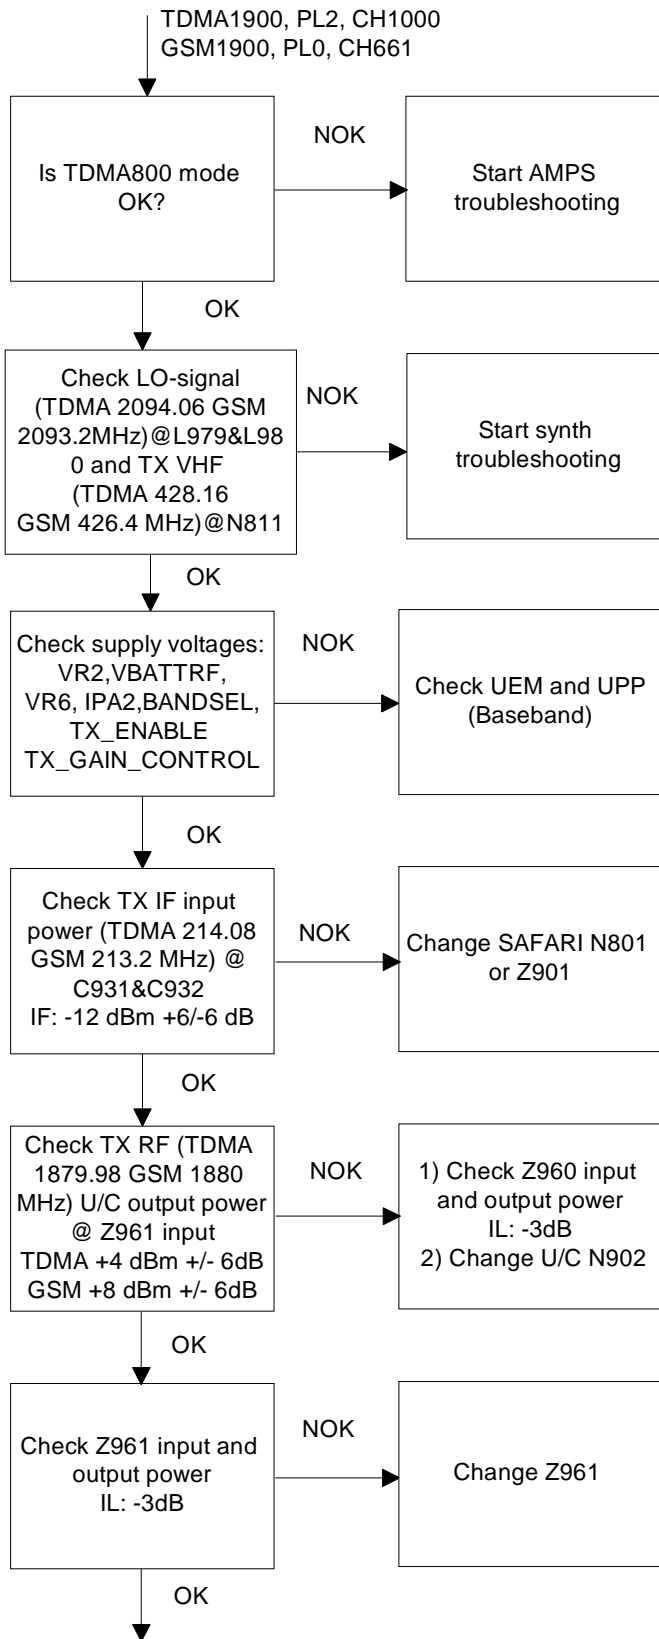 TDMA1900, PL2, CH1000
GSM1900, PL0, CH661
Is TDMA800 mode
OK?
NOK
Start AMPS
troubleshooting
OK
Check LO-signal
(TDMA 2094.06 GSM
2093.2MHz)@L979&L98
0 and TX VHF
(TDMA 428.16
GSM 426.4 MHz)@N811
NOK
Start synth
troubleshooting
OK
Check supply voltages:
VR2,VBATTRF,
VR6, IPA2,BANDSEL,
TX_ENABLE
TX_GAIN_CONTROL
NOK
Check UEM and UPP
(Baseband)
OK
Check TX IF input
power (TDMA 214.08
GSM 213.2 MHz) @
C931&C932
IF: -12 dBm +6/-6 dB
NOK
Change SAFARI N801
or Z901
OK
Check TX RF (TDMA
1879.98 GSM 1880
MHz) U/C output power
@ Z961 input
TDMA +4 dBm +/- 6dB
GSM +8 dBm +/- 6dB
NOK
1) Check Z960 input
and output power
IL: -3dB
2) Change U/C N902
OK
Check Z961 input and
output power
IL: -3dB
NOK
Change Z961
OK